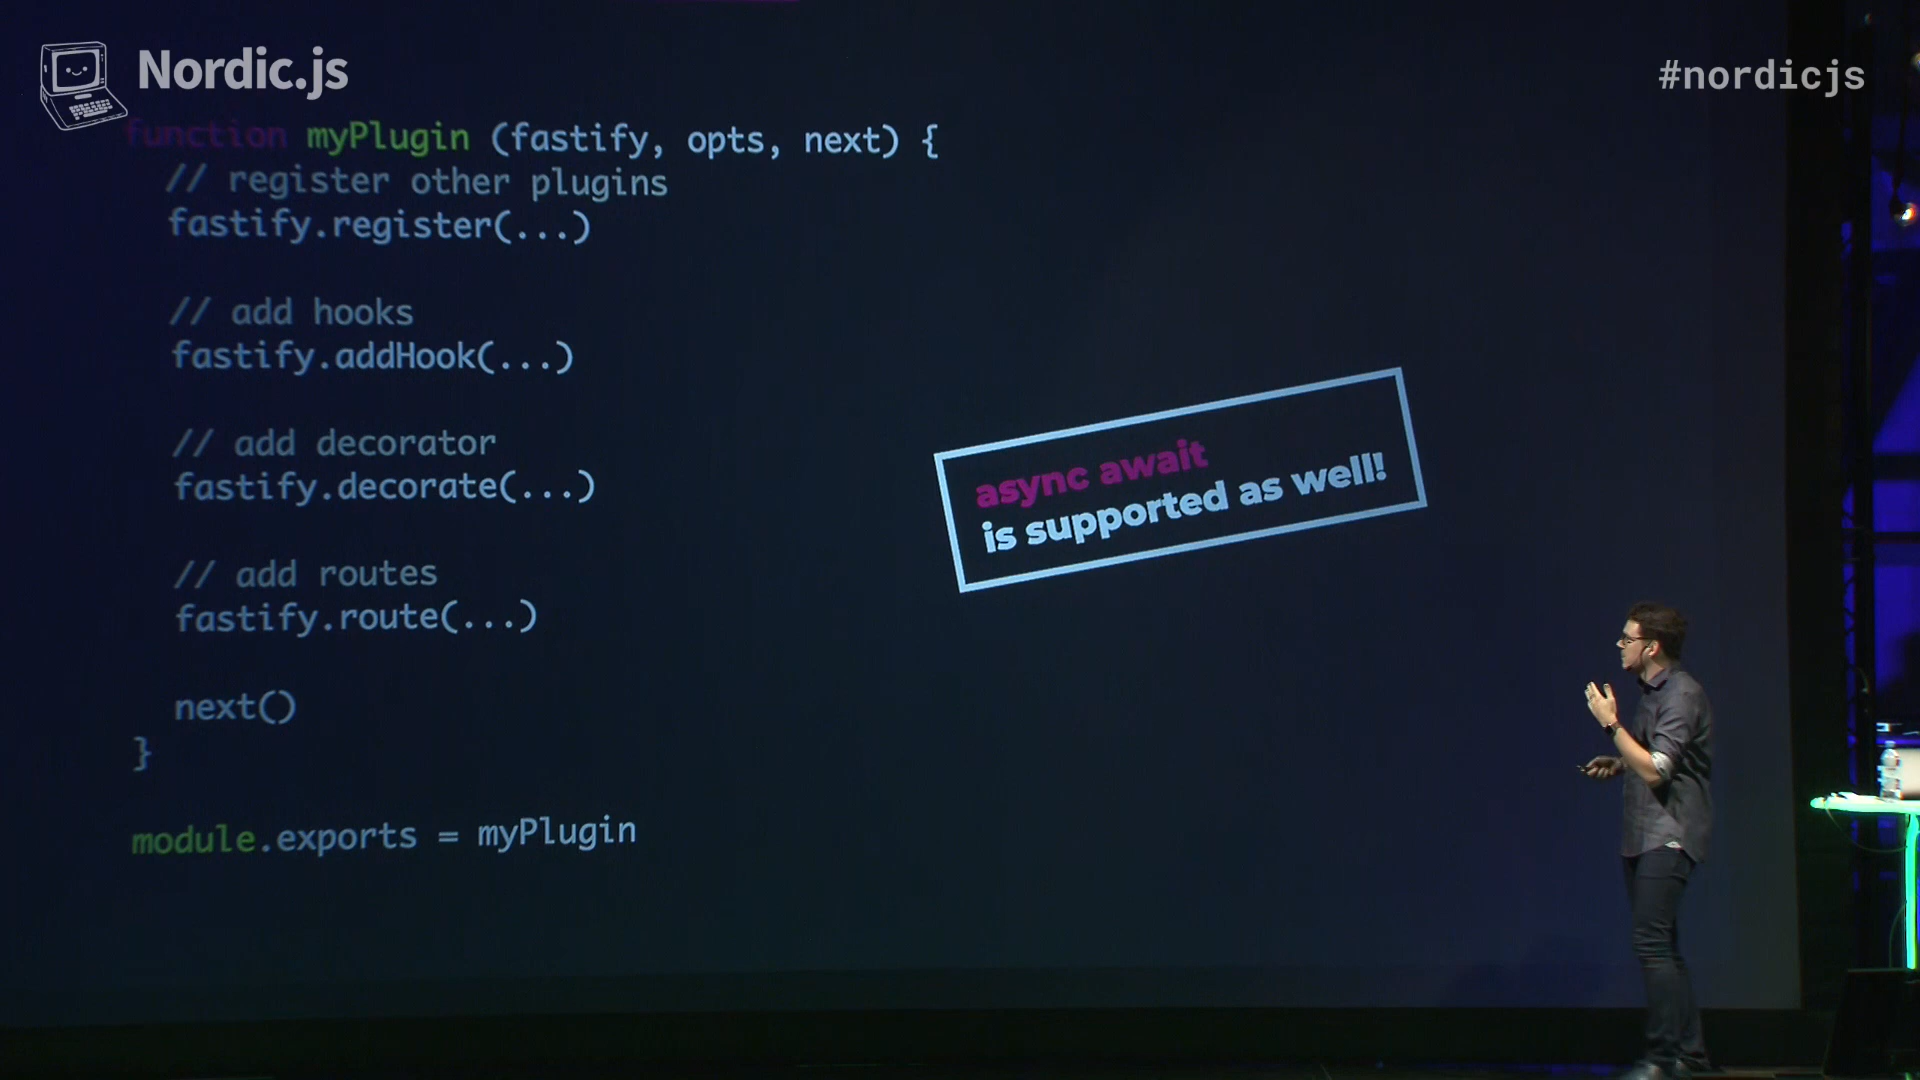 Nordic.js
#nordicjs
function myPlugin (fastify, opts, next) {
// register other plugins
fastify.register(...)
// add hooks
fastify.addHook(...)
// add decorator
fastify.decorate(...)
// add routes
fastify.route(...)
next()
}
module.exports = myPlugin
async await
is supported as well!